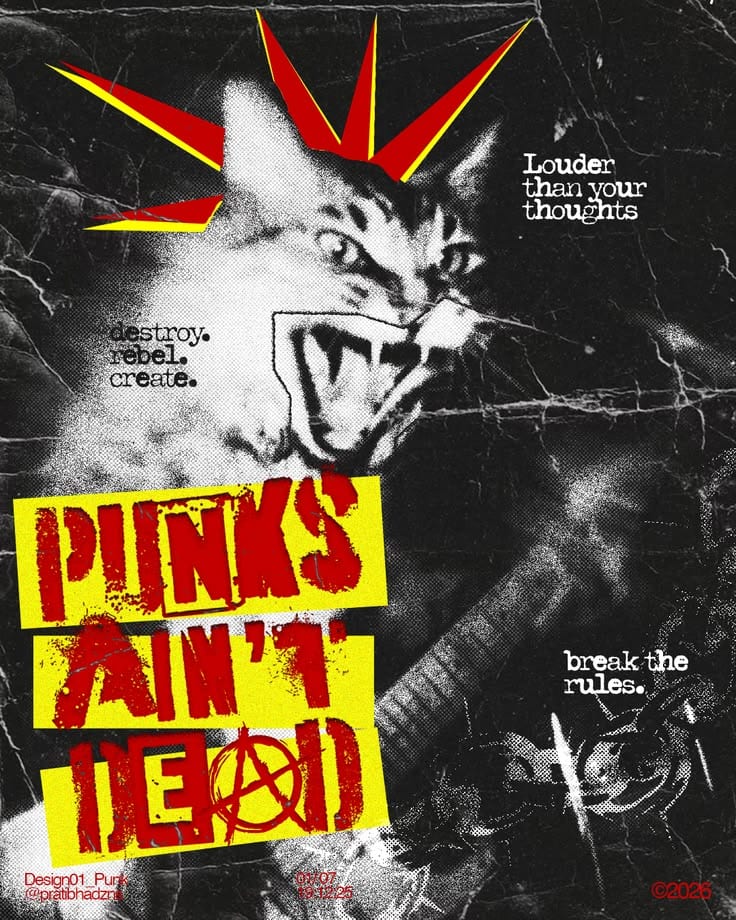 Louder
than your
thoughts
destroy.
rebel.
create.
PUNKS
AIN'T
DEAD
break the
rules.
Design01_Punk
01/07
19.12.25
©2026